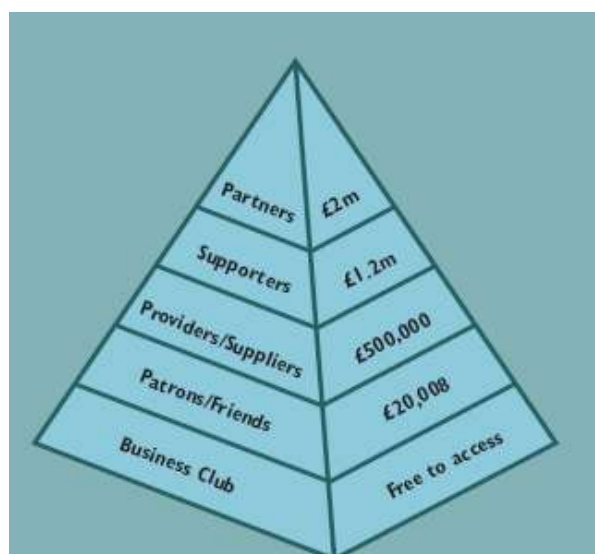 Partners £2m
Supporters £1.2m
Providers/Suppliers £500,000
Patrons/Friends £20,008
Business Club Free to access